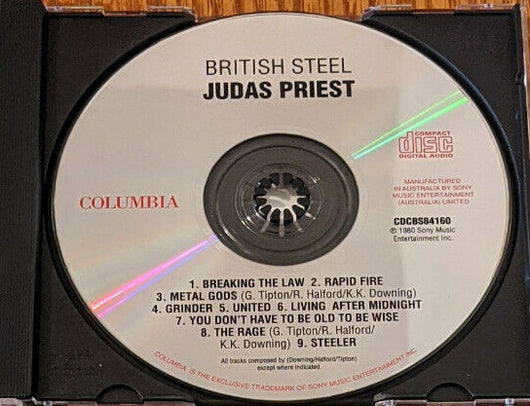 BRITISH STEEL
JUDAS PRIEST
COMPACT
disc
DIGITAL AUDIO
COLUMBIA
MANUFACTURED
IN AUSTRALIA BY SONY
MUSIC ENTERTAINMENT
(AUSTRALIA) LIMITED
CDCBS84160
℗ 1980 Sony Music
Entertainment Inc.
1. BREAKING THE LAW 2. RAPID FIRE
3. METAL GODS (G. Tipton/R. Halford/K.K. Downing)
4. GRINDER 5. UNITED 6. LIVING AFTER MIDNIGHT
7. YOU DON'T HAVE TO BE OLD TO BE WISE
8. THE RAGE (G. Tipton/R. Halford/
K.K. Downing) 9. STEELER
All tracks composed by (Downing/Halford/Tipton)
except where indicated.
COLUMBIA IS THE EXCLUSIVE TRADEMARK OF SONY MUSIC ENTERTAINMENT INC.